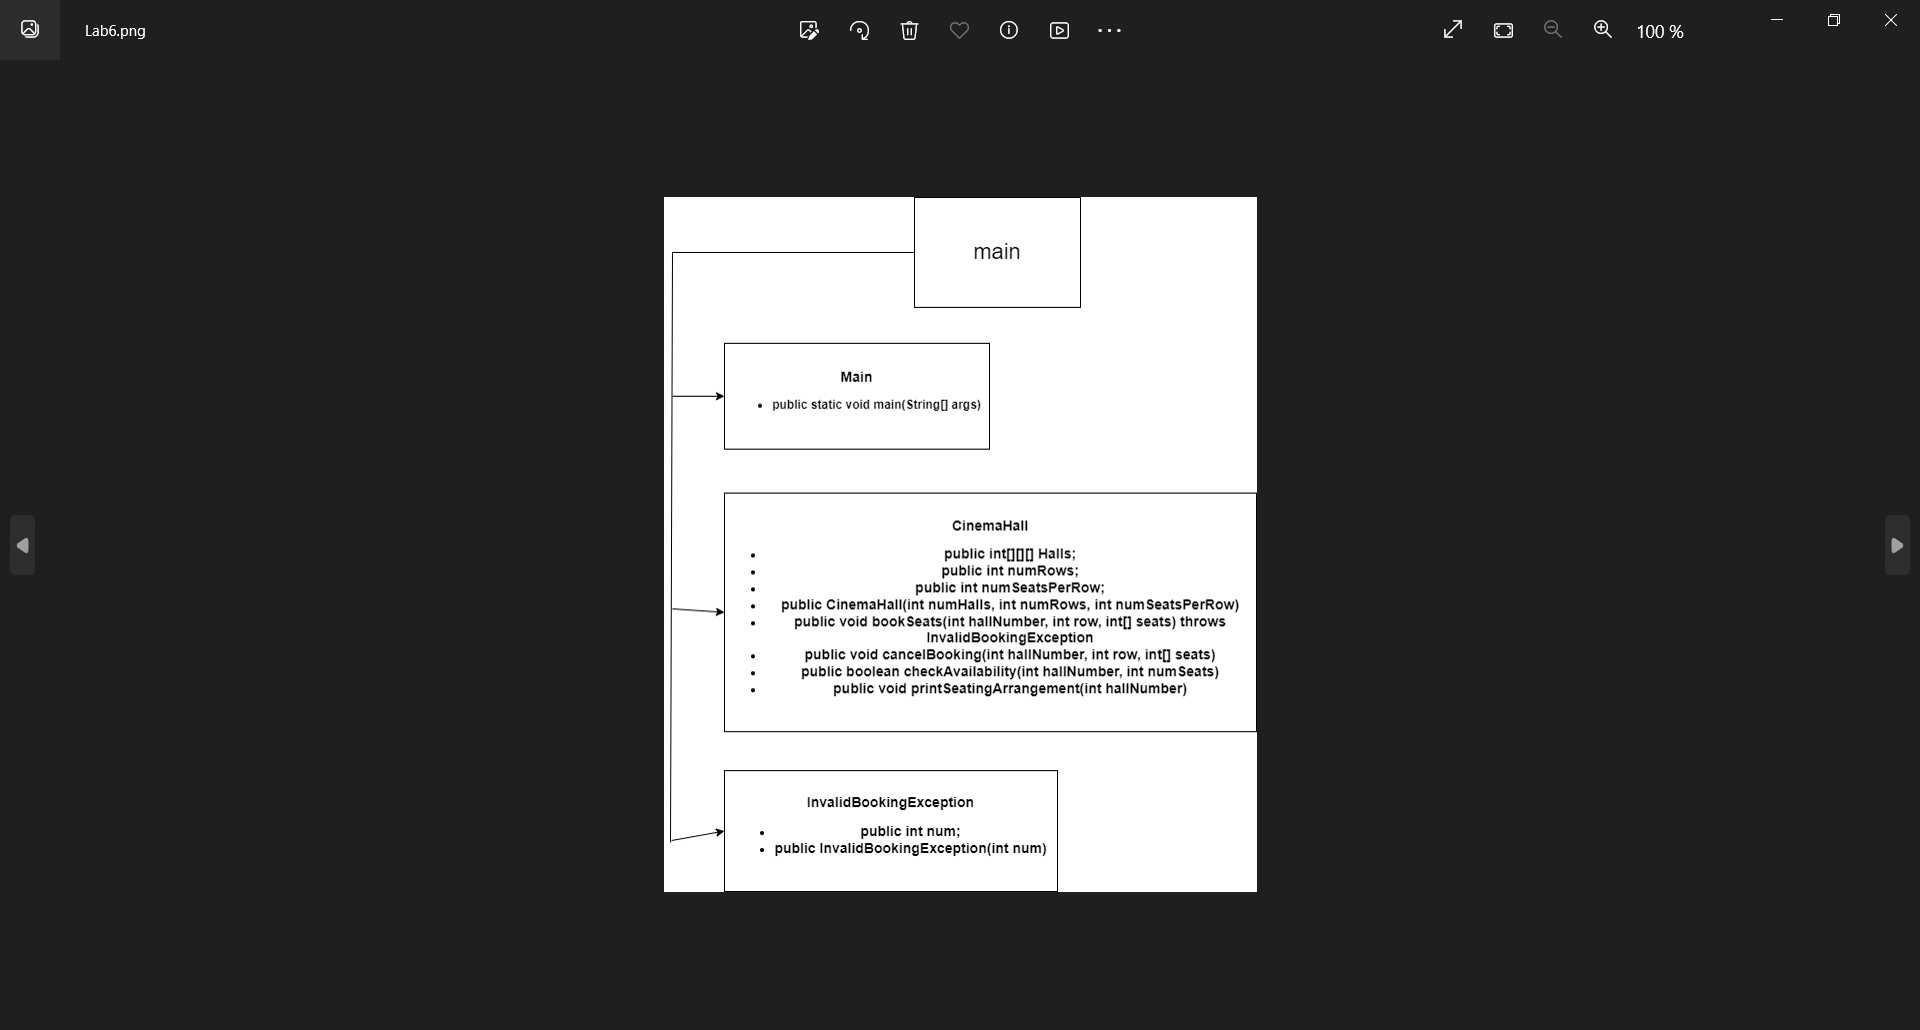 Lab6.png
100 %
main
Main
• public static void main(String[] args)
CinemaHall
• public int[][][] Halls;
• public int numRows;
• public int numSeatsPerRow;
• public CinemaHall(int numHalls, int numRows, int numSeatsPerRow)
• public void bookSeats(int hallNumber, int row, int[] seats) throws
InvalidBookingException
• public void cancelBooking(int hallNumber, int row, int[] seats)
• public boolean checkAvailability(int hallNumber, int numSeats)
• public void printSeatingArrangement(int hallNumber)
InvalidBookingException
• public int num;
• public InvalidBookingException(int num)